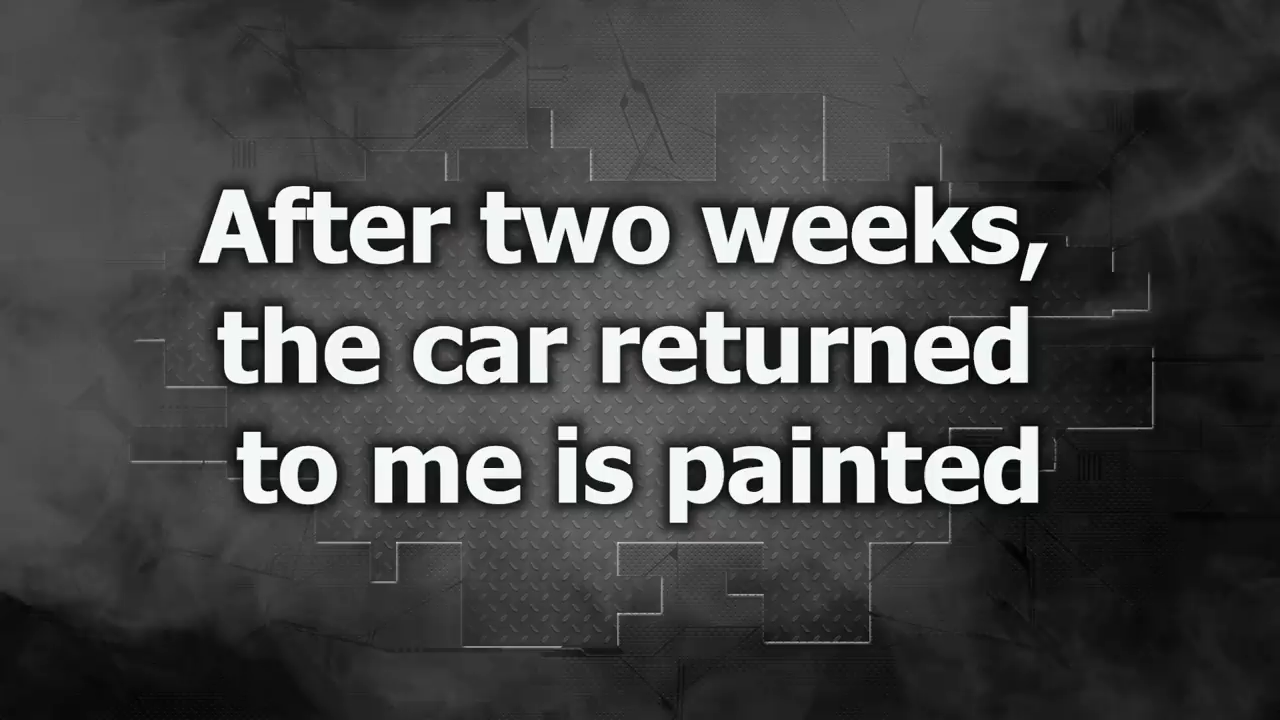 After two weeks,
the car returned
to me is painted